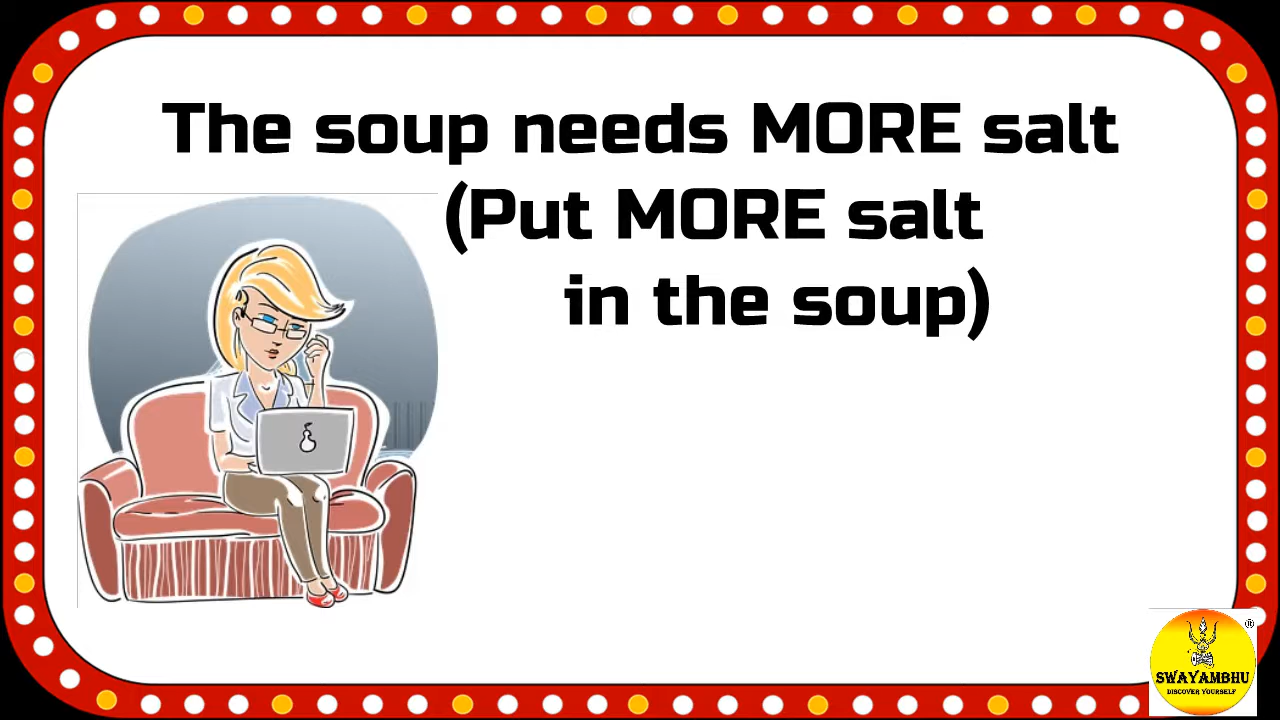 The soup needs MORE salt
(Put MORE salt
in the soup)
®
SWAYAMBHU
DISCOVER YOURSELF